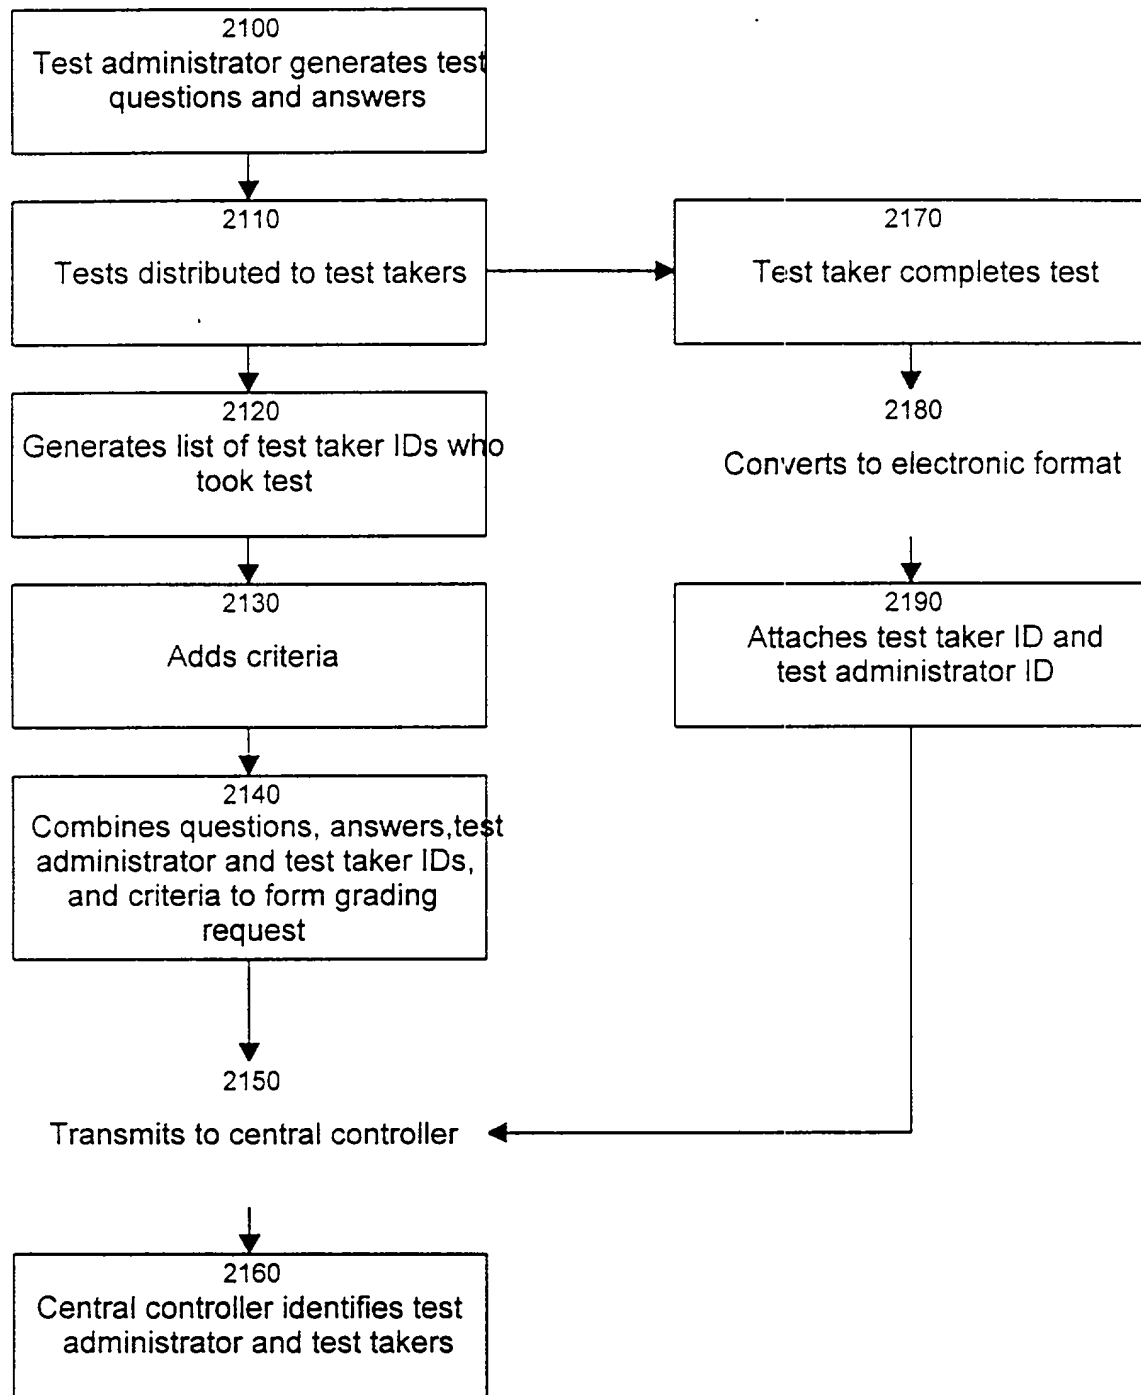 2100
Test administrator generates test
questions and answers
2110
Tests distributed to test takers
2170
Test taker completes test
2120
Generates list of test taker IDs who
took test
2180
Converts to electronic format
2130
Adds criteria
2190
Attaches test taker ID and
test administrator ID
2140
Combines questions, answers,test
administrator and test taker IDs,
and criteria to form grading
request
2150
Transmits to central controller
2160
Central controller identifies test
administrator and test takers